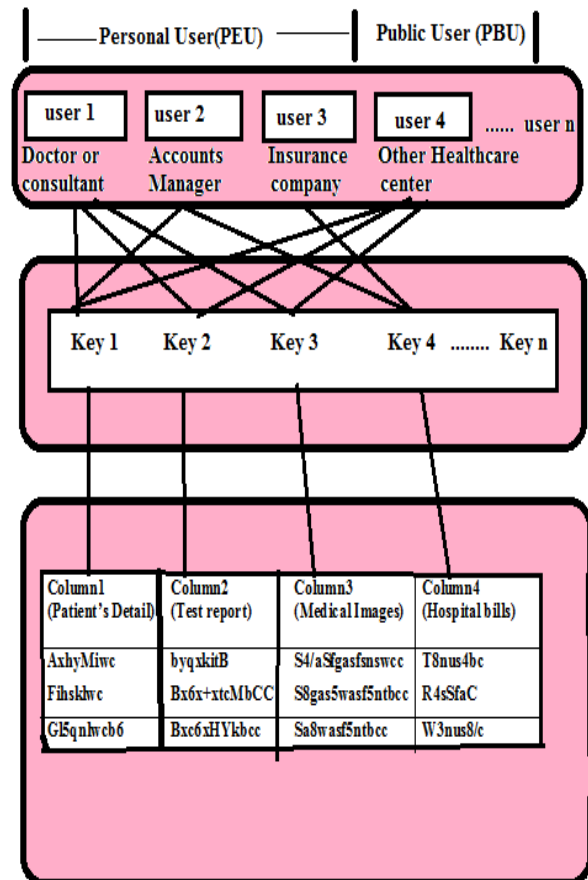 Personal User(PEU) Public User (PBU)
user 1 user 2 user 3 user 4 ...... user n
Doctor or consultant Accounts Manager Insurance company Other Healthcare center
Key 1 Key 2 Key 3 Key 4 ........ Key n
Column1 (Patient's Detail) Column2 (Test report) Column3 (Medical Images) Column4 (Hospital bills)
AxhyMiwc byqxkitB S4/aSfgasfsnswcc T8nus4bc
Fihsklwc Bx6x+xtcMbCC S8gas5wasf5ntbcc R4sSfaC
Gl5qnlwcb6 Bxc6xHYkbcc Sa8wasf5ntbcc W3nus8/c